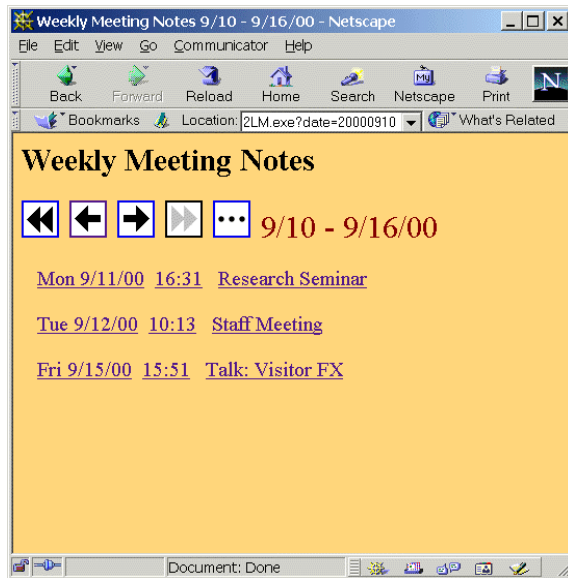 Weekly Meeting Notes 9/10 - 9/16/00 - Netscape
File Edit View Go Communicator Help
Back Forward Reload Home Search Netscape Print
Bookmarks Location: 2LM.exe?date=20000910 What's Related
Weekly Meeting Notes
9/10 - 9/16/00
Mon 9/11/00 16:31 Research Seminar
Tue 9/12/00 10:13 Staff Meeting
Fri 9/15/00 15:51 Talk: Visitor FX
Document: Done